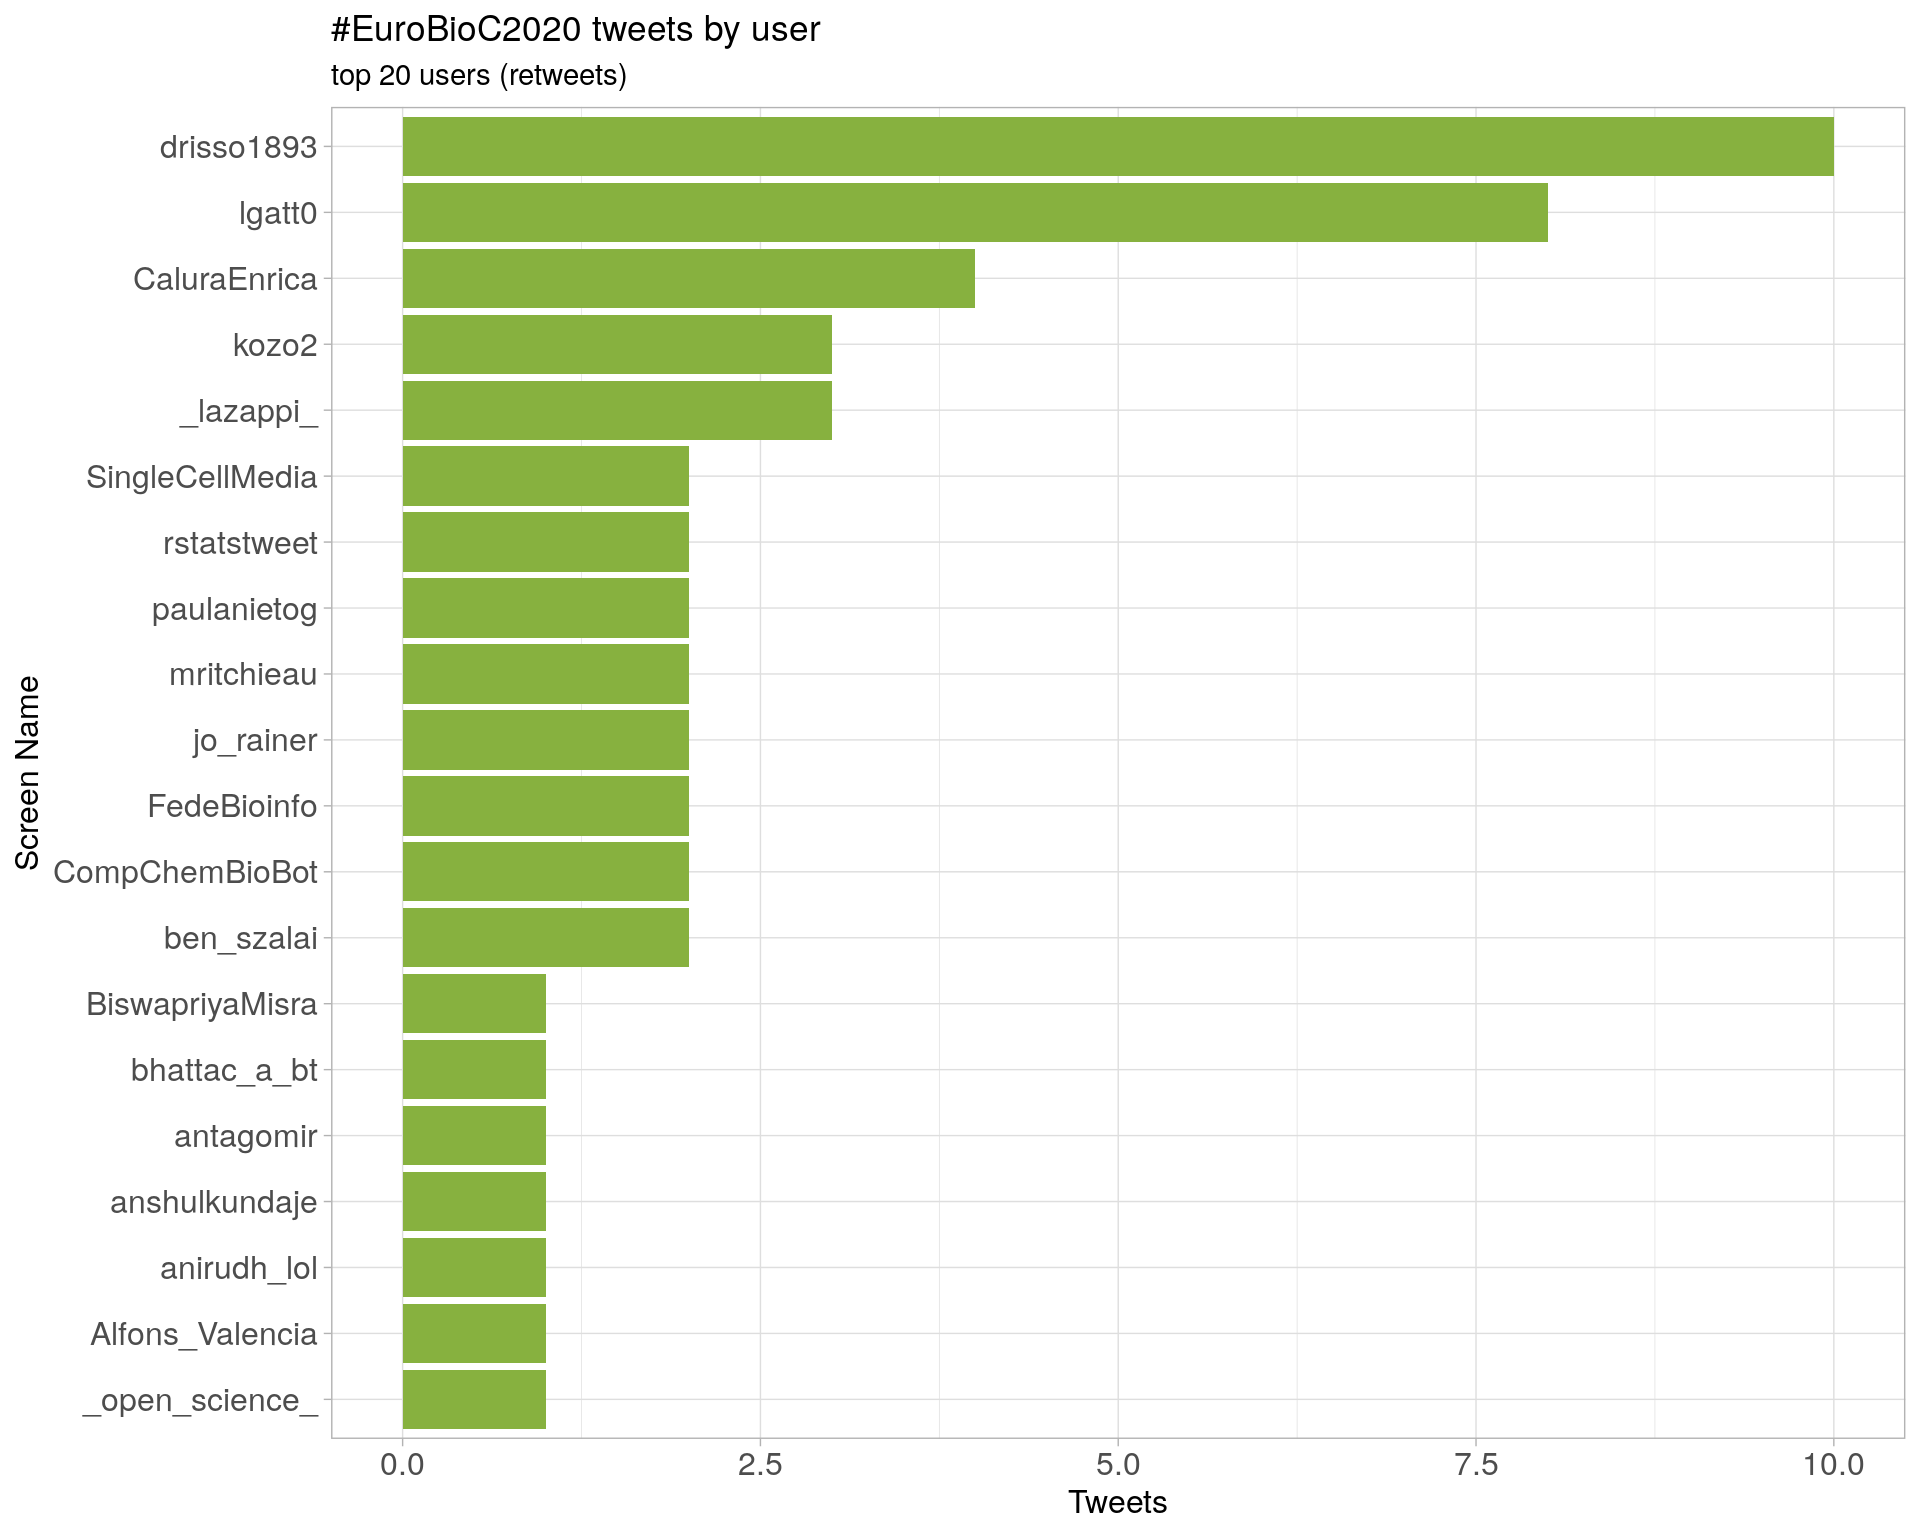 #EuroBioC2020 tweets by user
top 20 users (retweets)
Screen Name
drisso1893
lgatt0
CaluraEnrica
kozo2
_lazappi_
SingleCellMedia
rstatstweet
paulanietog
mritchieau
jo_rainer
FedeBioinfo
CompChemBioBot
ben_szalai
BiswapriyaMisra
bhattac_a_bt
antagomir
anshulkundaje
anirudh_lol
Alfons_Valencia
_open_science_
0.0 2.5 5.0 7.5 10.0
Tweets